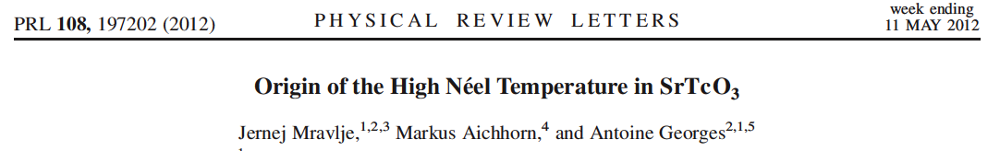 PRL 108, 197202 (2012) PHYSICAL REVIEW LETTERS week ending
11 MAY 2012
Origin of the High Néel Temperature in SrTcO₃
Jernej Mravlje,¹,²,³ Markus Aichhorn,⁴ and Antoine Georges²,¹,⁵